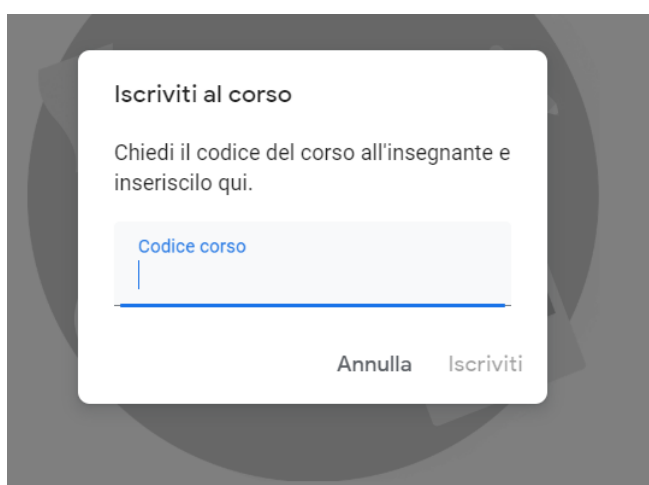 Iscriviti al corso
Chiedi il codice del corso all'insegnante e
inseriscilo qui.
Codice corso
Annulla Iscriviti